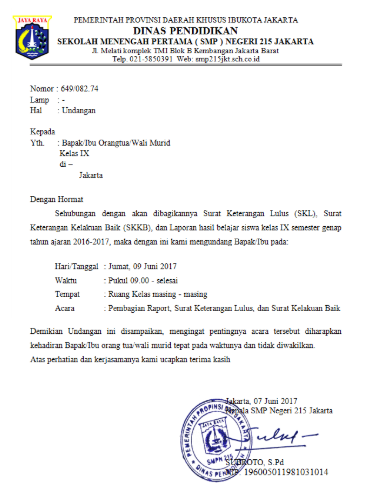 JAYA RAYA
PEMERINTAH PROVINSI DAERAH KHUSUS IBUKOTA JAKARTA
DINAS PENDIDIKAN
SEKOLAH MENENGAH PERTAMA ( SMP ) NEGERI 215 JAKARTA
Jl. Melati komplek TMI Blok B Kembangan Jakarta Barat
Telp. 021-5850391 Web: smp215jkt.sch.co.id
Nomor : 649/082.74
Lamp : -
Hal : Undangan
Kepada
Yth. : Bapak/Ibu Orangtua/Wali Murid
Kelas IX
di –
Jakarta
Dengan Hormat
Sehubungan dengan akan dibagikannya Surat Keterangan Lulus (SKL), Surat
Keterangan Kelakuan Baik (SKKB), dan Laporan hasil belajar siswa kelas IX semester genap
tahun ajaran 2016-2017, maka dengan ini kami mengundang Bapak/Ibu pada:
Hari/Tanggal : Jumat, 09 Juni 2017
Waktu : Pukul 09.00 - selesai
Tempat : Ruang Kelas masing - masing
Acara : Pembagian Raport, Surat Keterangan Lulus, dan Surat Kelakuan Baik
Demikian Undangan ini disampaikan, mengingat pentingnya acara tersebut diharapkan
kehadiran Bapak/Ibu orang tua/wali murid tepat pada waktunya dan tidak diwakilkan.
Atas perhatian dan kerjasamanya kami ucapkan terima kasih
Jakarta, 07 Juni 2017
Kepala SMP Negeri 215 Jakarta
JAYA RAYA
SMPN 215
DINAS
SUBROTO, S.Pd
NIP. 196005011981031014